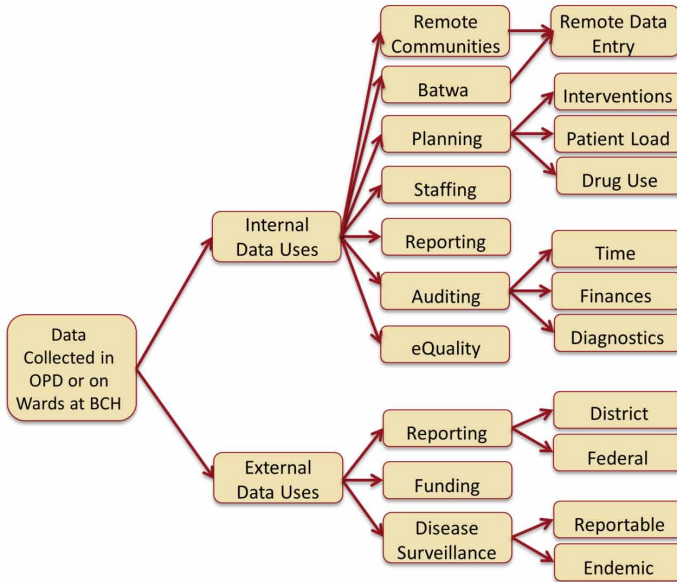 Data
Collected in
OPD or on
Wards at BCH
Internal
Data Uses
External
Data Uses
Remote
Communities
Batwa
Planning
Staffing
Reporting
Auditing
eQuality
Reporting
Funding
Disease
Surveillance
Remote Data
Entry
Interventions
Patient Load
Drug Use
Time
Finances
Diagnostics
District
Federal
Reportable
Endemic